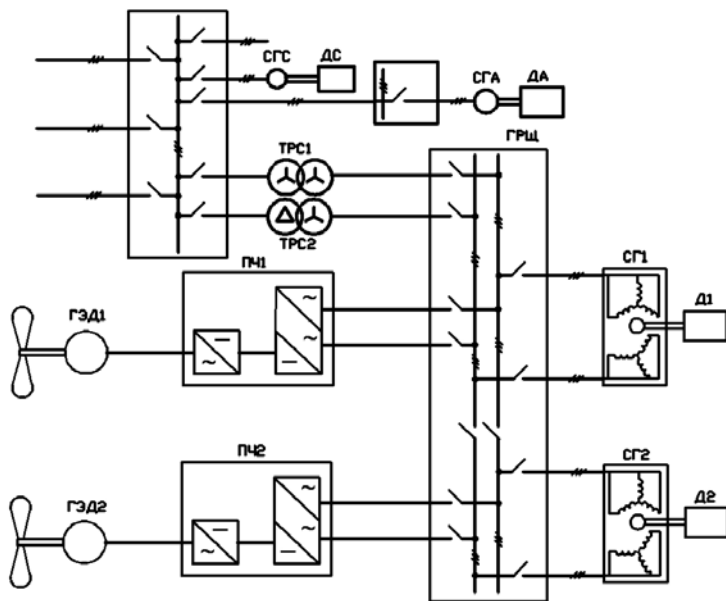 СГС ДС
СГА ДА
ТРС1
ГРЩ
ТРС2
ПЧ1
СГ1
ГЭД1
Д1
ПЧ2
СГ2
ГЭД2
Д2